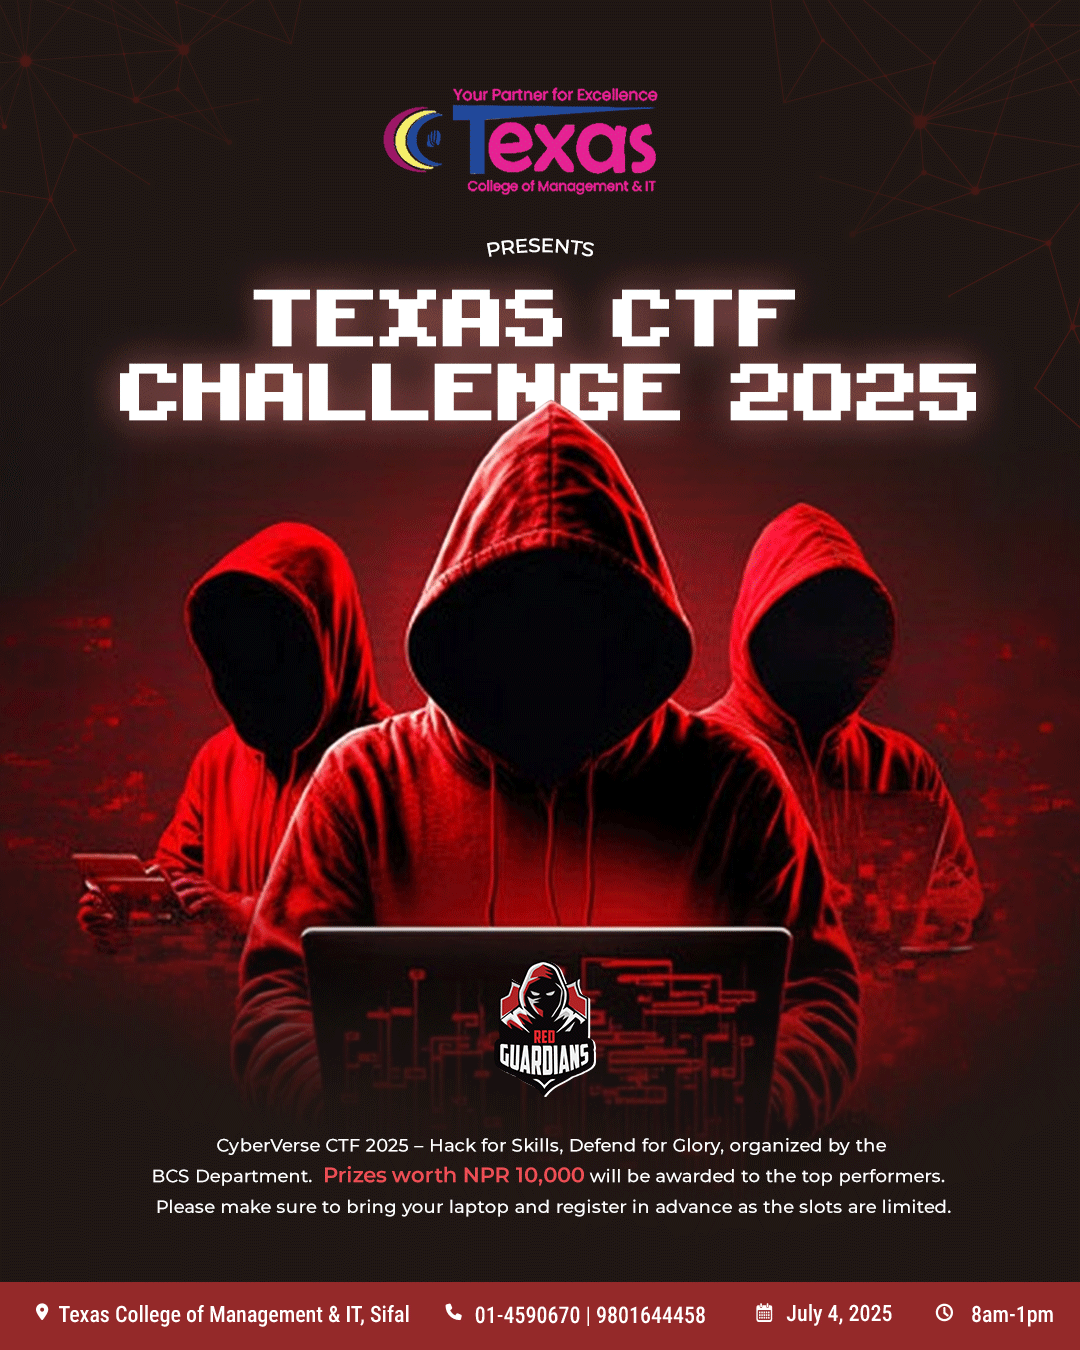 Your Partner for Excellence
Texas
College of Management & IT
PRESENTS
TEXAS CTF
CHALLENGE 2025
RED
GUARDIANS
CyberVerse CTF 2025 – Hack for Skills, Defend for Glory, organized by the
BCS Department. Prizes worth NPR 10,000 will be awarded to the top performers.
Please make sure to bring your laptop and register in advance as the slots are limited.
Texas College of Management & IT, Sifal
01-4590670 | 9801644458
July 4, 2025
8am-1pm